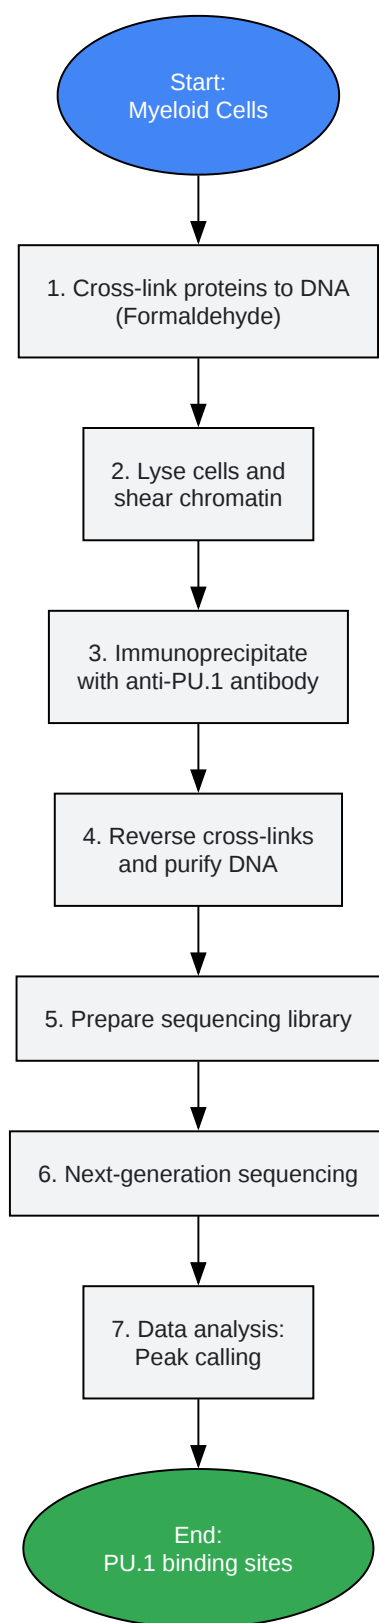 Start:
Myeloid Cells
1. Cross-link proteins to DNA
(Formaldehyde)
2. Lyse cells and
shear chromatin
3. Immunoprecipitate
with anti-PU.1 antibody
4. Reverse cross-links
and purify DNA
5. Prepare sequencing library
6. Next-generation sequencing
7. Data analysis:
Peak calling
End:
PU.1 binding sites